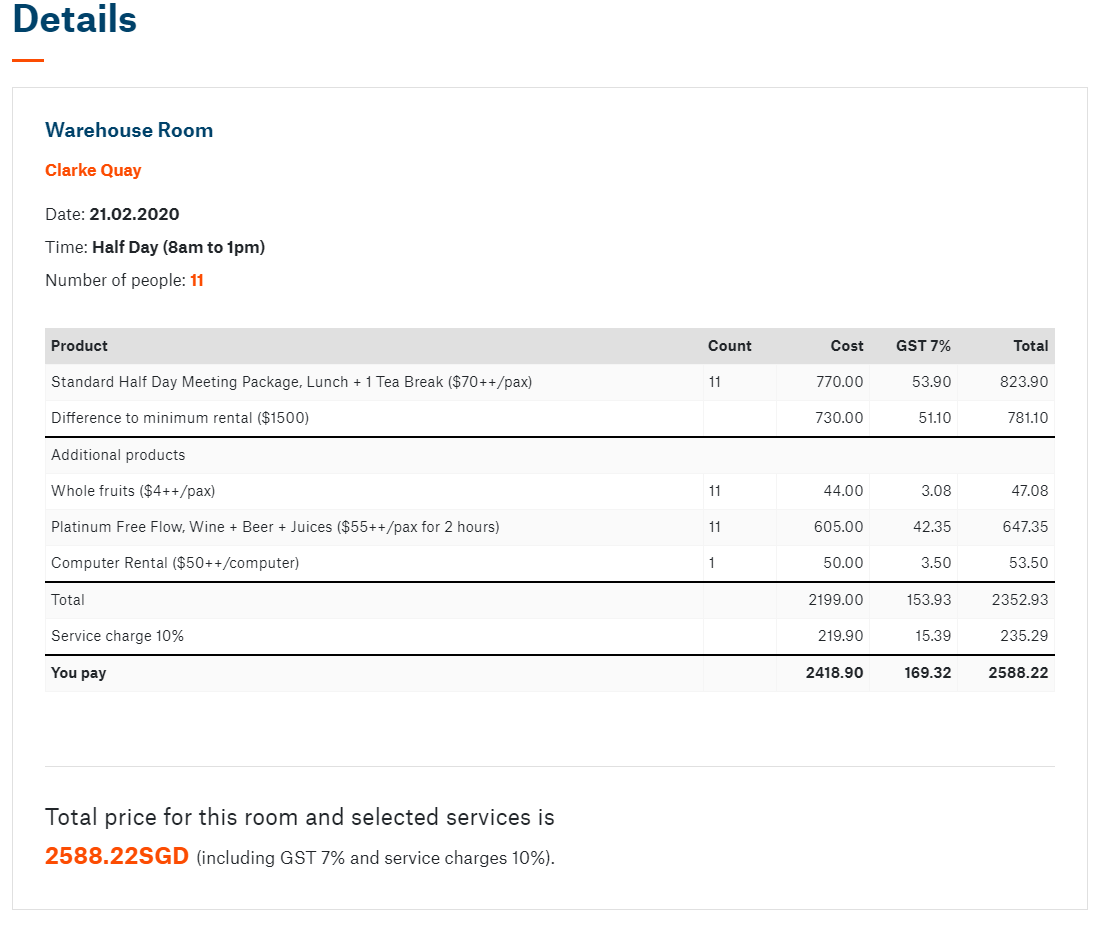 Details
Warehouse Room
Clarke Quay
Date: 21.02.2020
Time: Half Day (8am to 1pm)
Number of people: 11
Product Count Cost GST 7% Total
Standard Half Day Meeting Package, Lunch + 1 Tea Break ($70++/pax) 11 770.00 53.90 823.90
Difference to minimum rental ($1500) 730.00 51.10 781.10
Additional products
Whole fruits ($4++/pax) 11 44.00 3.08 47.08
Platinum Free Flow, Wine + Beer + Juices ($55++/pax for 2 hours) 11 605.00 42.35 647.35
Computer Rental ($50++/computer) 1 50.00 3.50 53.50
Total 2199.00 153.93 2352.93
Service charge 10% 219.90 15.39 235.29
You pay 2418.90 169.32 2588.22
Total price for this room and selected services is
2588.22SGD (including GST 7% and service charges 10%).